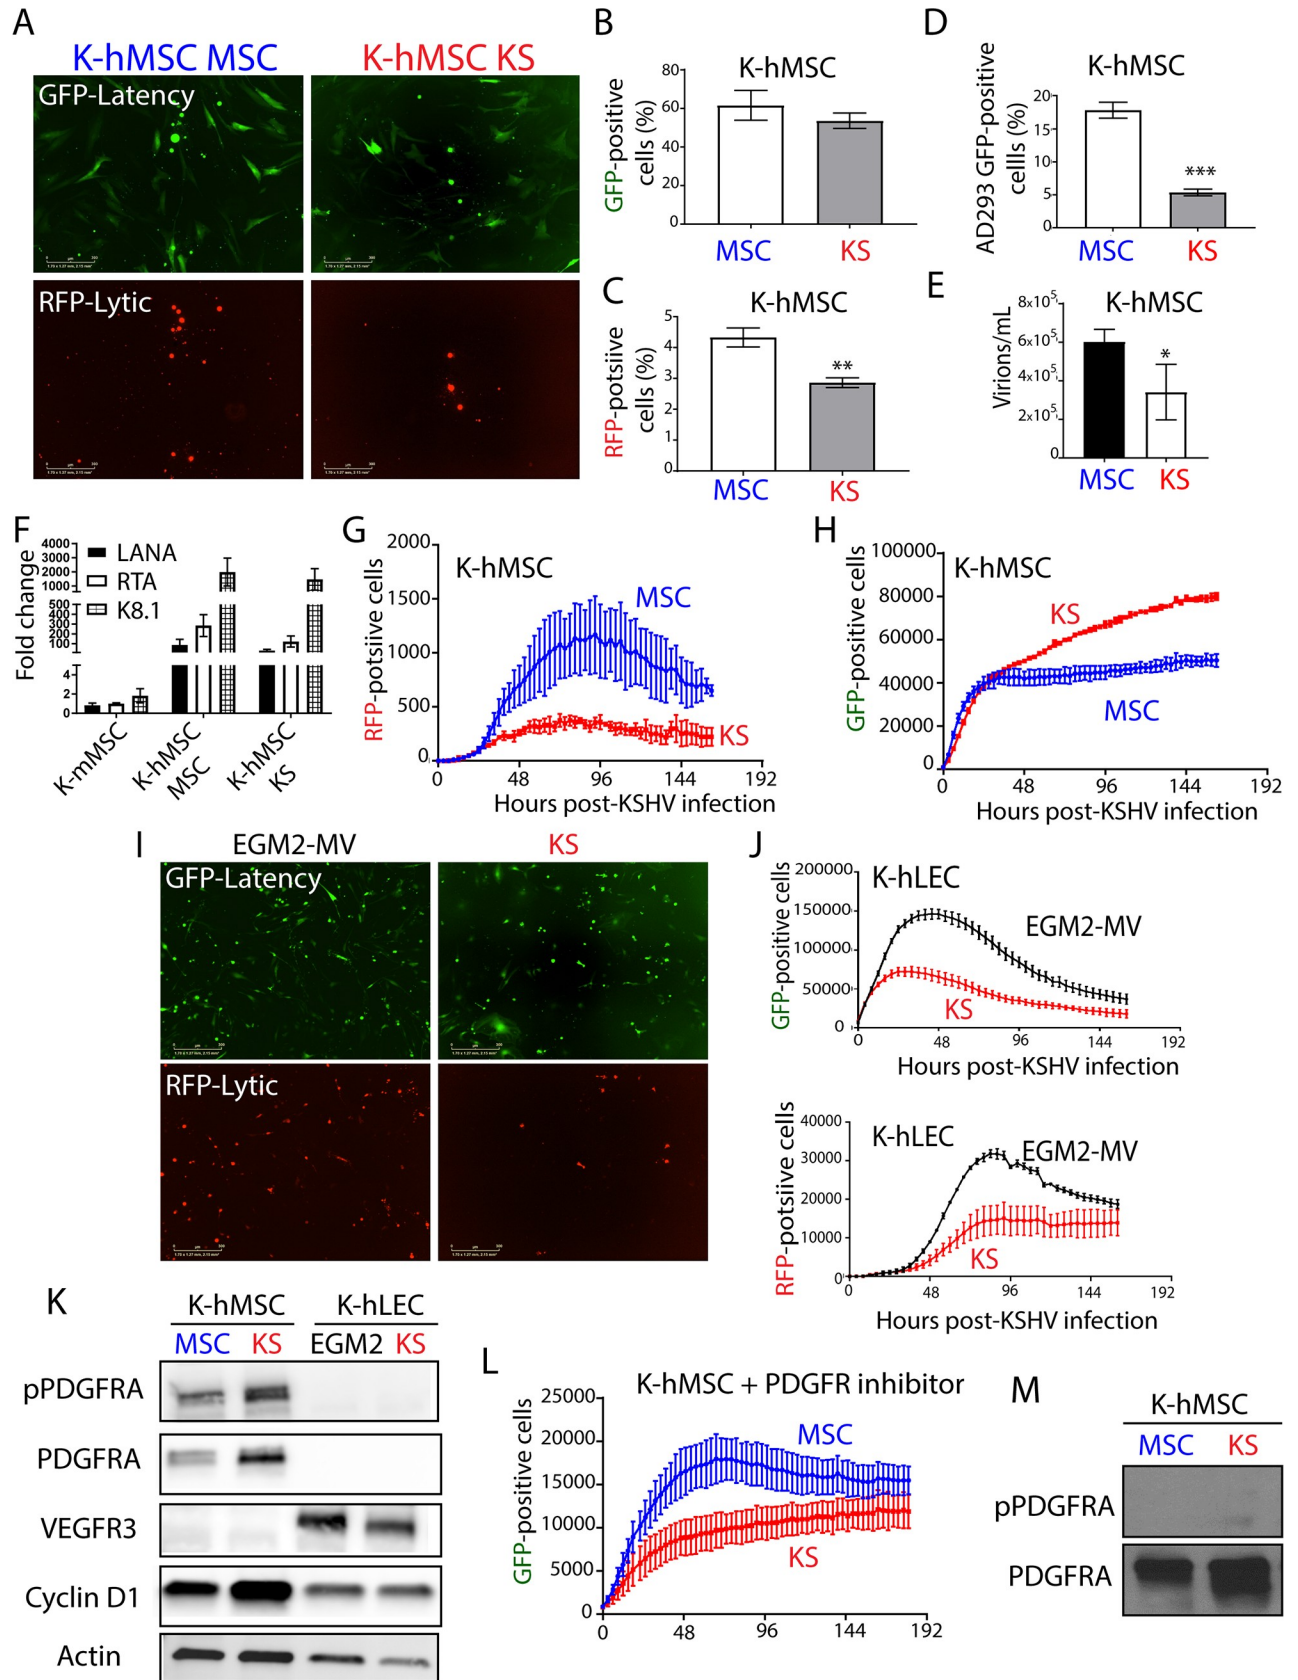 A
K-hMSC MSC
K-hMSC KS
GFP-Latency
RFP-Lytic
B
K-hMSC
GFP-positive
cells (%)
80
60
40
20
0
MSC
KS
C
K-hMSC
RFP-potsiive
cells (%)
5
4
3
2
1
0
**
MSC
KS
D
K-hMSC
AD293 GFP-positive
cellls (%)
20
15
10
5
0
***
MSC
KS
E
K-hMSC
Virions/mL
8x10⁵
6x10⁵
4x10⁵
2x10⁵
0
*
MSC
KS
F
Fold change
4000
3000
2000
1000
500
400
300
200
100
4
2
0
LANA
RTA
K8.1
K-mMSC
K-hMSC
MSC
K-hMSC
KS
G
K-hMSC
RFP-potsiive cells
2000
1500
1000
500
0
MSC
KS
0 48 96 144 192
Hours post-KSHV infection
H
K-hMSC
GFP-positive cells
100000
80000
60000
40000
20000
0
KS
MSC
0 48 96 144 192
Hours post-KSHV infection
I
EGM2-MV
KS
GFP-Latency
RFP-Lytic
J
K-hLEC
GFP-positive cells
200000
150000
100000
50000
0
EGM2-MV
KS
0 48 96 144 192
Hours post-KSHV infection
K-hLEC
RFP-potsiive cells
40000
30000
20000
10000
0
EGM2-MV
KS
0 48 96 144 192
Hours post-KSHV infection
K
K-hMSC K-hLEC
MSC KS EGM2 KS
pPDGFRA
PDGFRA
VEGFR3
Cyclin D1
Actin
L
K-hMSC + PDGFR inhibitor
GFP-positive cells
25000
20000
15000
10000
5000
0
MSC
KS
0 48 96 144 192
M
K-hMSC
MSC KS
pPDGFRA
PDGFRA